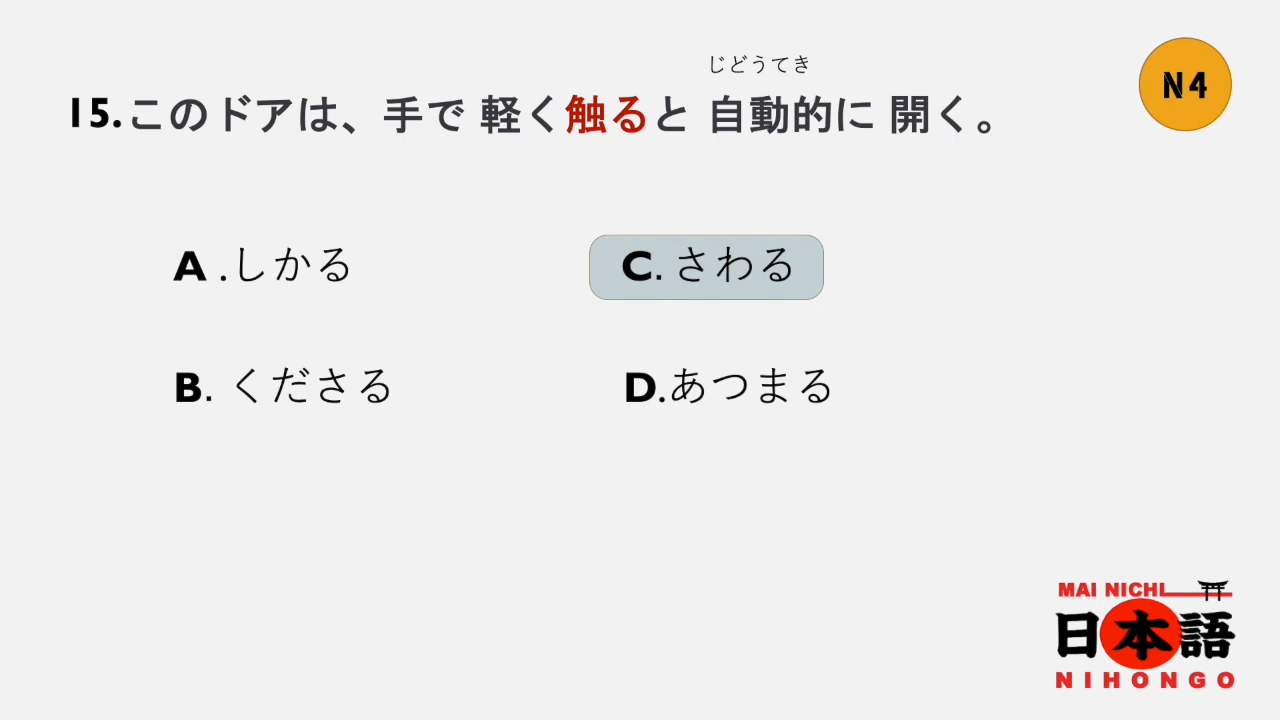 じどうてき
N4
15.このドアは、手で 軽く触ると 自動的に 開く。
A .しかる
C. さわる
B. くださる
D.あつまる
MAI NICHI
日本語
NIHONGO